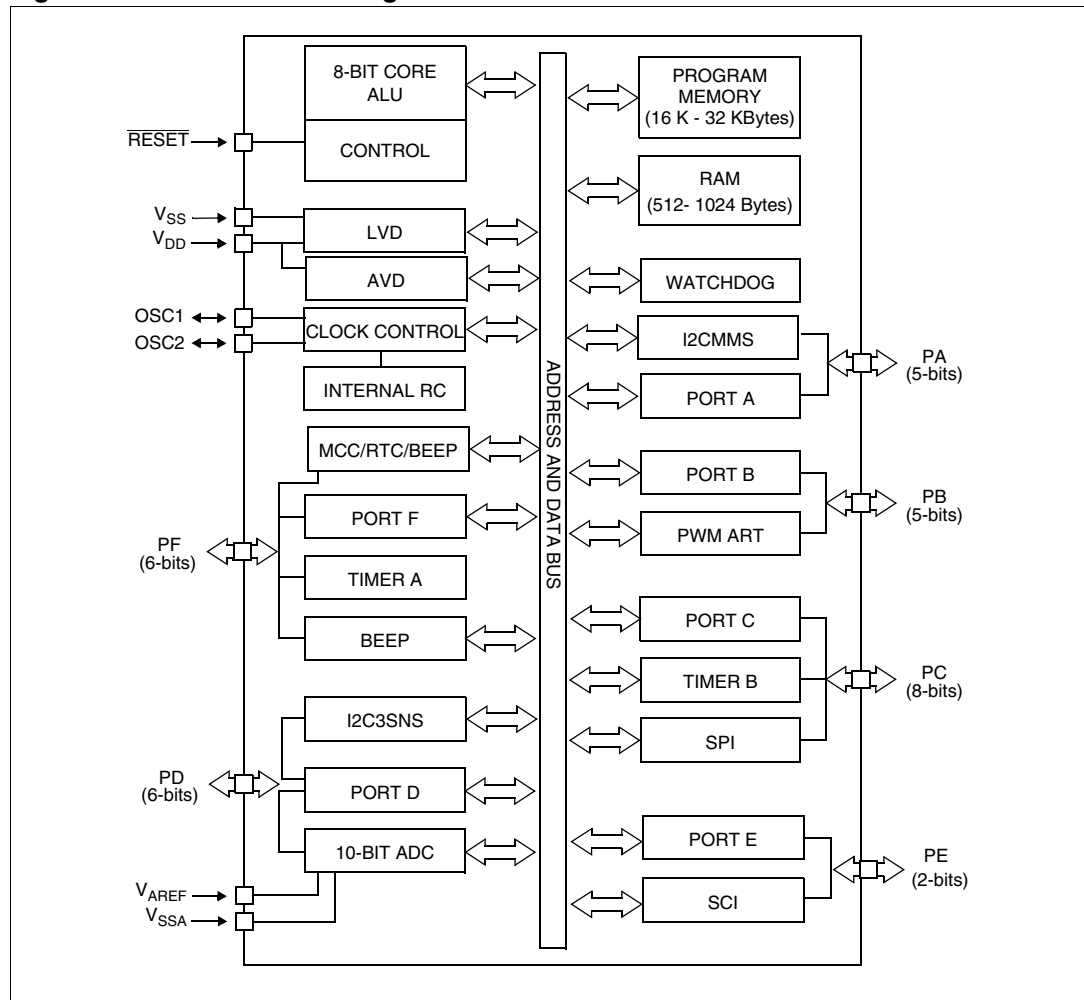 8-BIT CORE
ALU
CONTROL
RESET
VSS
VDD
LVD
AVD
OSC1
OSC2
CLOCK CONTROL
INTERNAL RC
MCC/RTC/BEEP
PORT F
TIMER A
BEEP
PF
(6-bits)
I2C3SNS
PORT D
10-BIT ADC
PD
(6-bits)
VAREF
VSSA
ADDRESS AND DATA BUS
PROGRAM
MEMORY
(16 K - 32 KBytes)
RAM
(512- 1024 Bytes)
WATCHDOG
I2CMMS
PORT A
PA
(5-bits)
PORT B
PWM ART
PB
(5-bits)
PORT C
TIMER B
SPI
PC
(8-bits)
PORT E
SCI
PE
(2-bits)